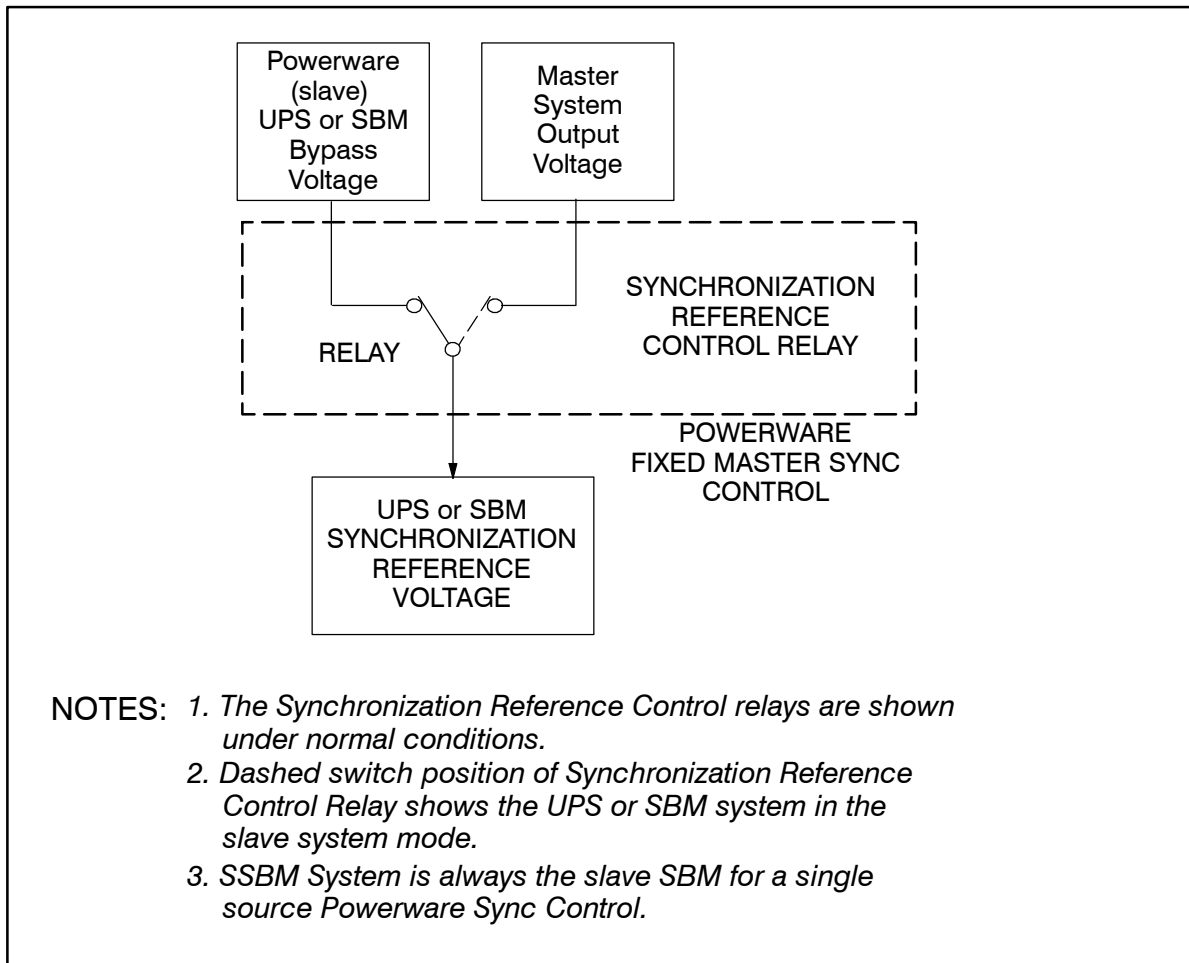 Powerware
(slave)
UPS or SBM
Bypass
Voltage
Master
System
Output
Voltage
RELAY
SYNCHRONIZATION
REFERENCE
CONTROL RELAY
POWERWARE
FIXED MASTER SYNC
CONTROL
UPS or SBM
SYNCHRONIZATION
REFERENCE
VOLTAGE
NOTES: 1. The Synchronization Reference Control relays are shown
under normal conditions.
2. Dashed switch position of Synchronization Reference
Control Relay shows the UPS or SBM system in the
slave system mode.
3. SSBM System is always the slave SBM for a single
source Powerware Sync Control.